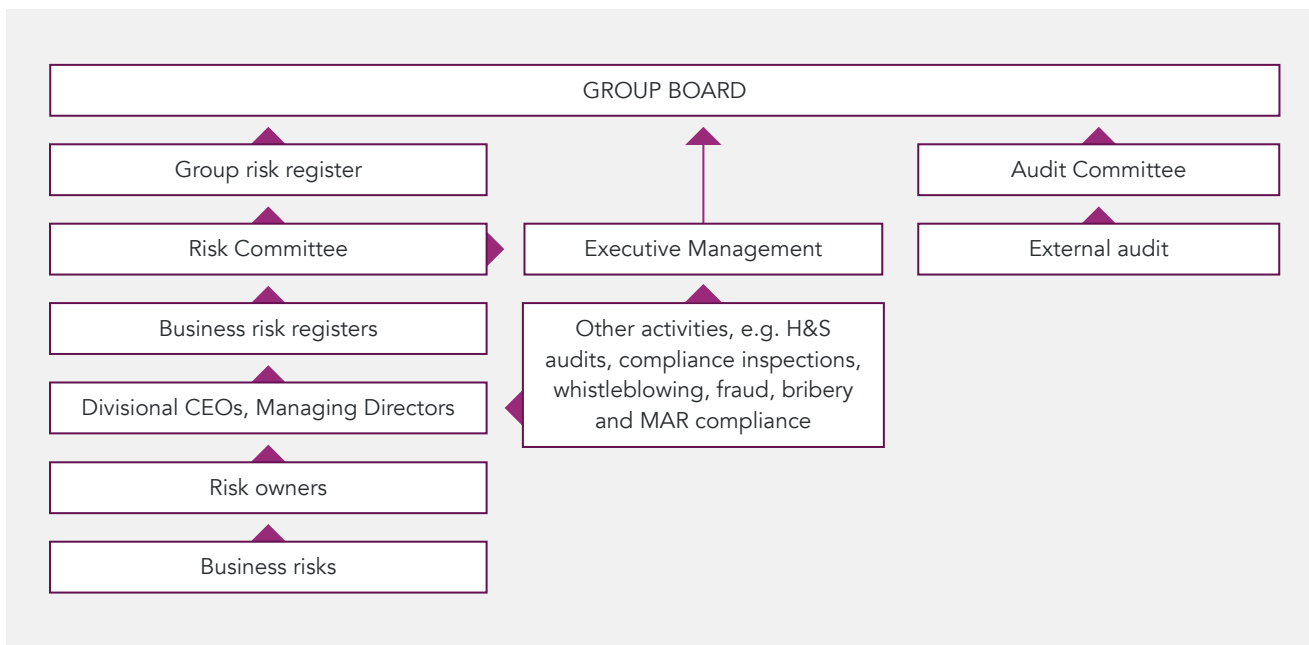 GROUP BOARD
Group risk register
Risk Committee
Business risk registers
Divisional CEOs, Managing Directors
Risk owners
Business risks
Executive Management
Other activities, e.g. H&S
audits, compliance inspections,
whistleblowing, fraud, bribery
and MAR compliance
Audit Committee
External audit